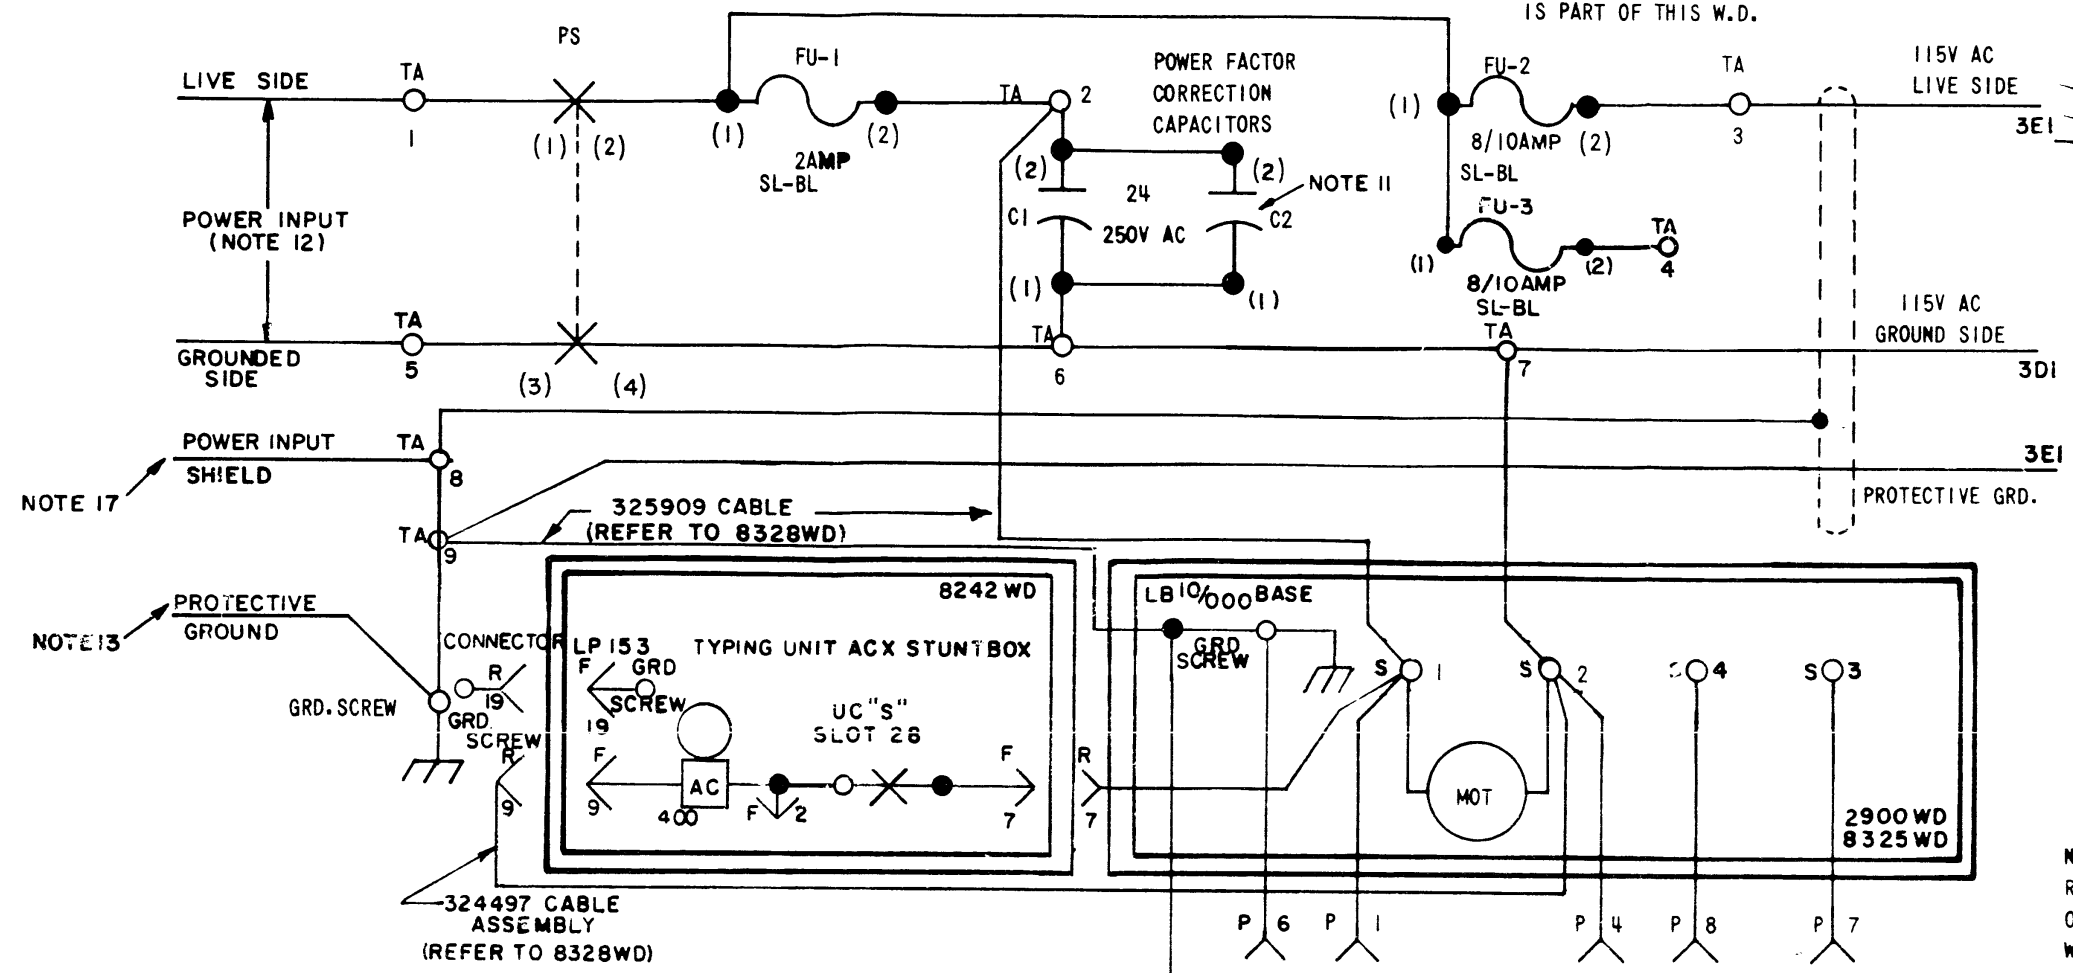 IS PART OF THIS W.D.
PS
FU-1
POWER FACTOR
CORRECTION
CAPACITORS
FU-2
TA
115V AC
LIVE SIDE
3E1
LIVE SIDE
TA
1
(1)
(2)
(1)
(2)
2AMP
SL-BL
TA
2
(1)
8/10AMP
(2)
SL-BL
3
(2)
24
(2)
NOTE 11
C1
250V AC
C2
FU-3
TA
4
(1)
(2)
8/10AMP
SL-BL
POWER INPUT
(NOTE 12)
(1)
(1)
GROUNDED
SIDE
TA
5
(3)
(4)
TA
6
TA
7
115V AC
GROUND SIDE
3D1
POWER INPUT
SHIELD
TA
8
NOTE 17
3E1
PROTECTIVE GRD.
325909 CABLE
(REFER TO 8328WD)
TA
9
PROTECTIVE
GROUND
NOTE 13
GRD. SCREW
CONNECTOR LP 153
R
19
GRD
SCREW
F
19
GRD
SCREW
8242 WD
TYPING UNIT ACX STUNT BOX
UC "S"
SLOT 28
R
9
F
9
AC
400
F
2
F
7
R
7
LB 10/000 BASE
GRD
SCREW
S
1
S
2
S
4
S
3
MOT
2900 WD
8325 WD
324497 CABLE
ASSEMBLY
(REFER TO 8328WD)
P
6
P
1
P
4
P
8
P
7
N
R
O
W